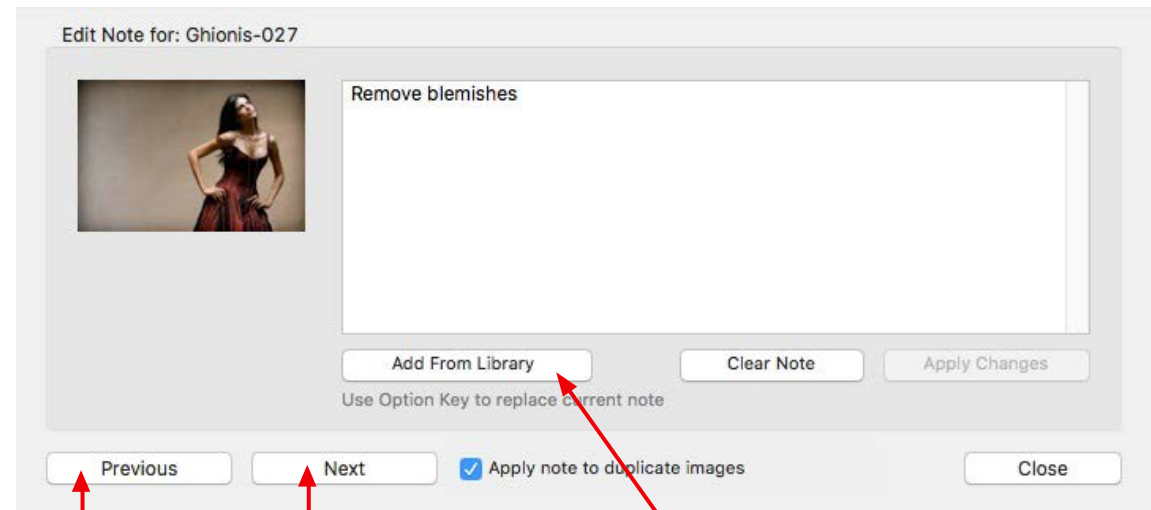 Edit Note for: Ghionis-027
Remove blemishes
Add From Library
Clear Note
Apply Changes
Use Option Key to replace current note
Previous
Next
Apply note to duplicate images
Close